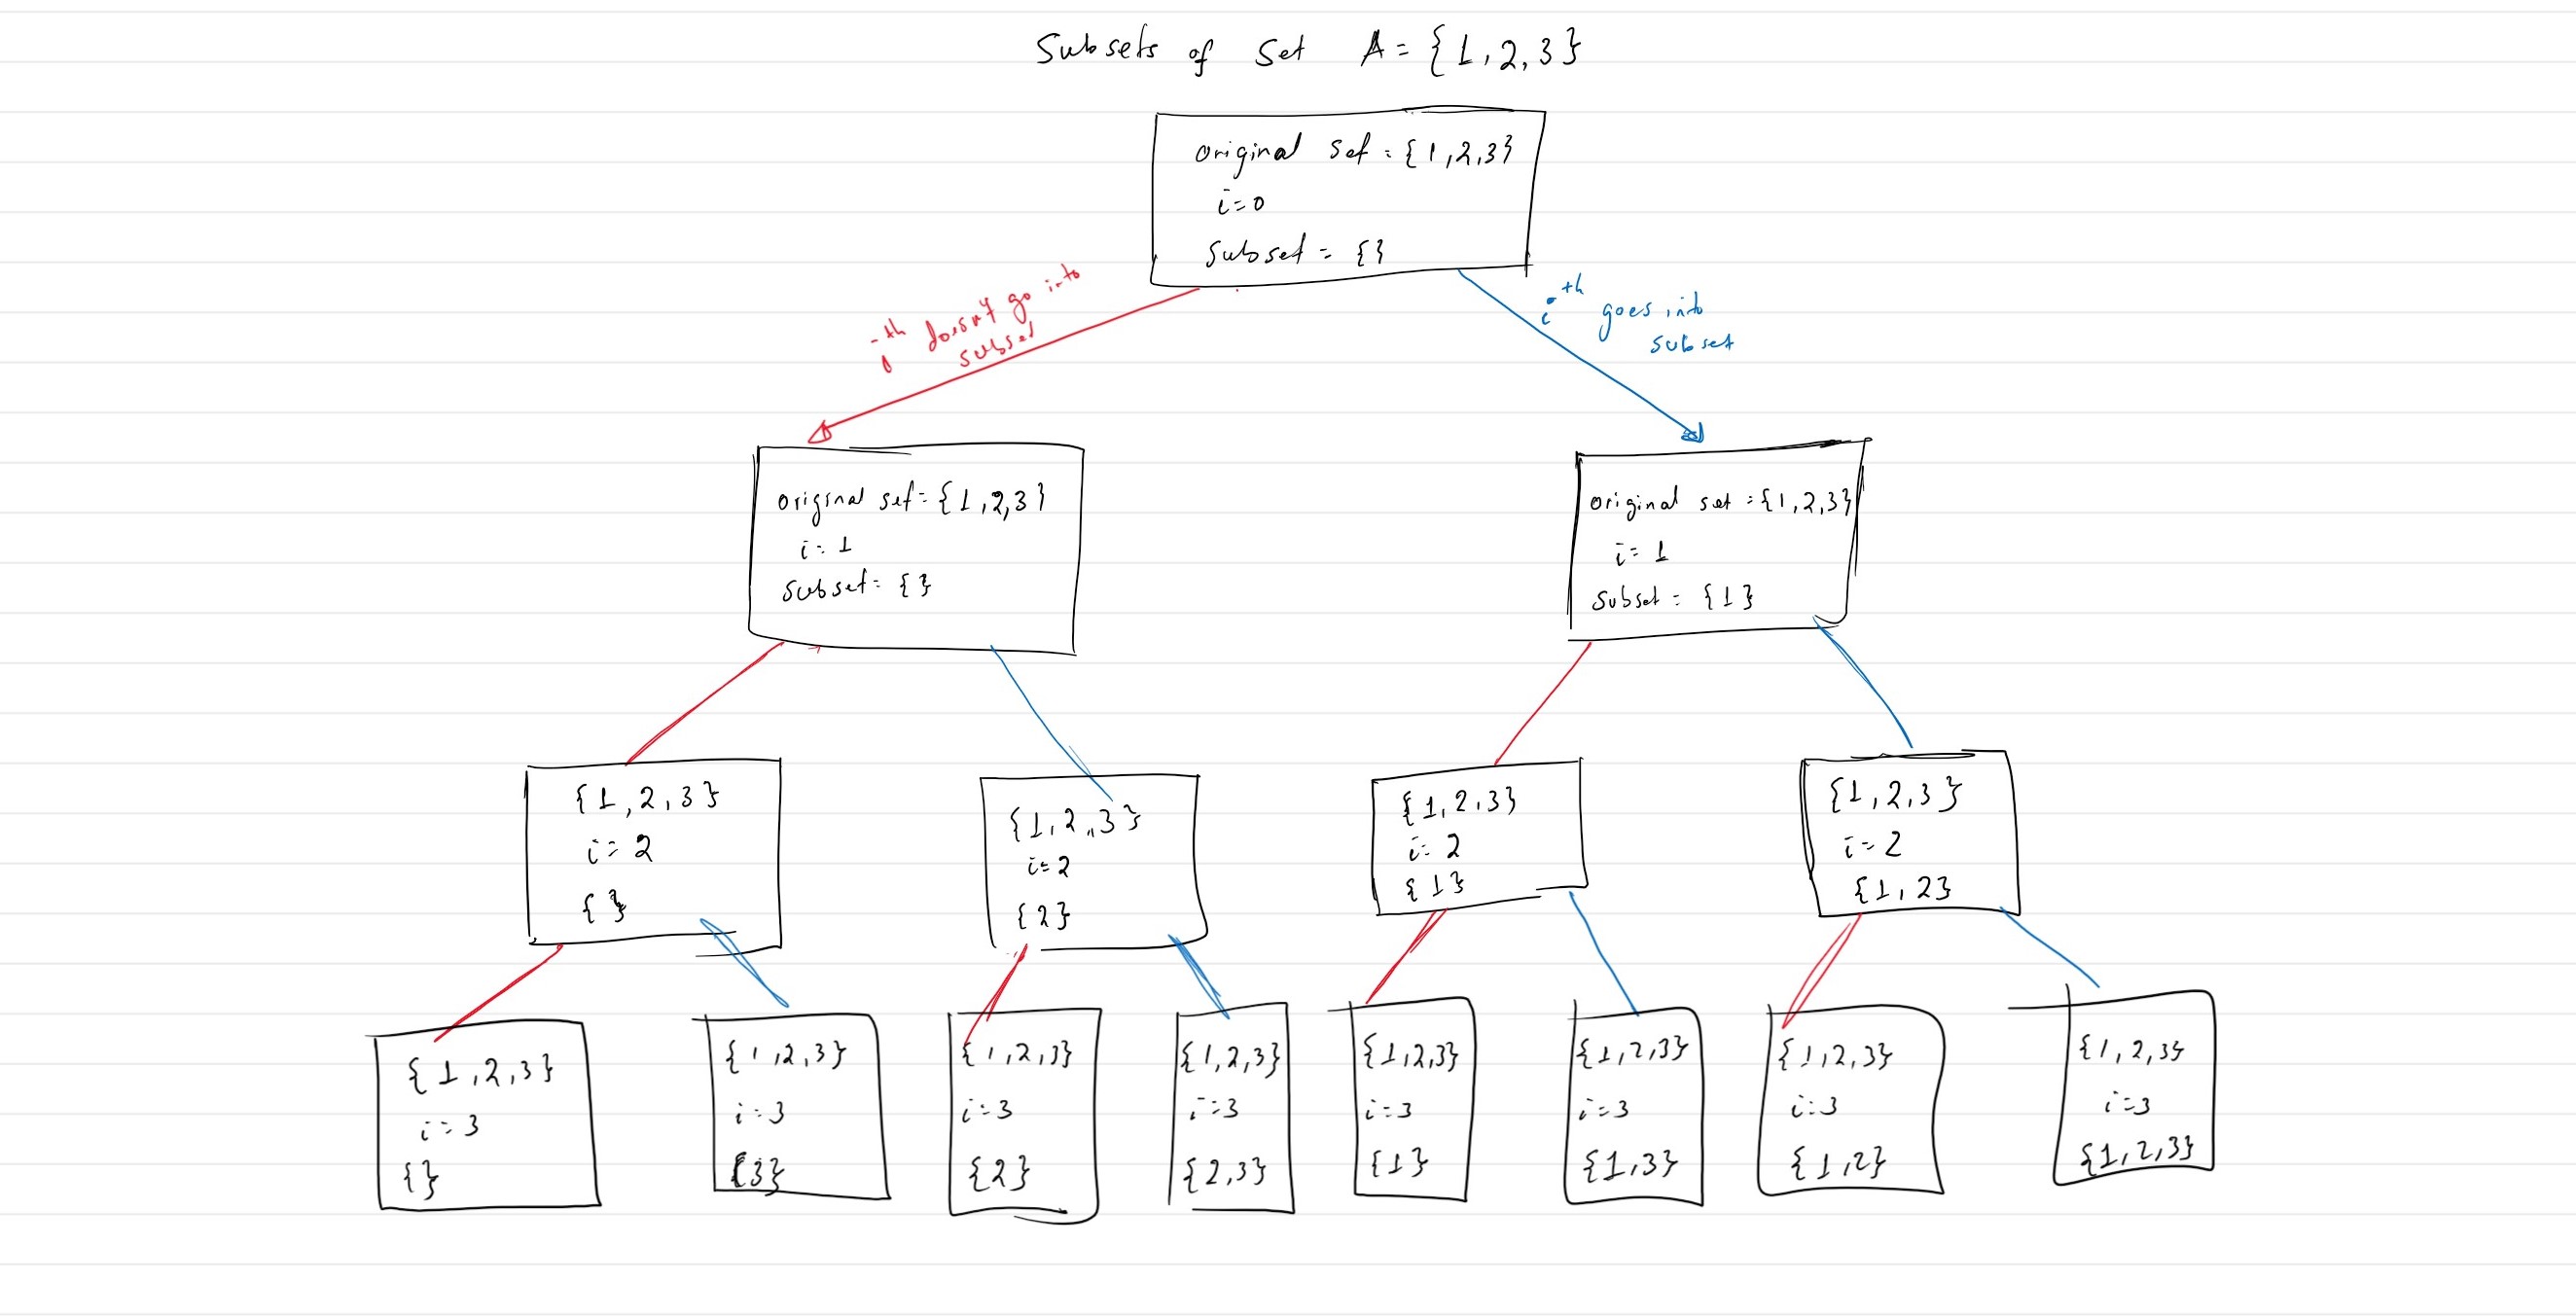 Subsets of Set A = {1,2,3}
original set = {1,2,3}
i=0
Subset = {}
ith doesn't go into
subset
ith goes into
subset
original set = {1,2,3}
i=1
subset = {}
original set = {1,2,3}
i=1
subset = {1}
{1,2,3}
i=2
{}
{1,2,3}
i=2
{2}
{1,2,3}
i=2
{1}
{1,2,3}
i=2
{1,2}
{1,2,3}
i=3
{}
{1,2,3}
i=3
{3}
{1,2,3}
i=3
{2}
{1,2,3}
i=3
{2,3}
{1,2,3}
i=3
{1}
{1,2,3}
i=3
{1,3}
{1,2,3}
i=3
{1,2}
{1,2,3}
i=3
{1,2,3}